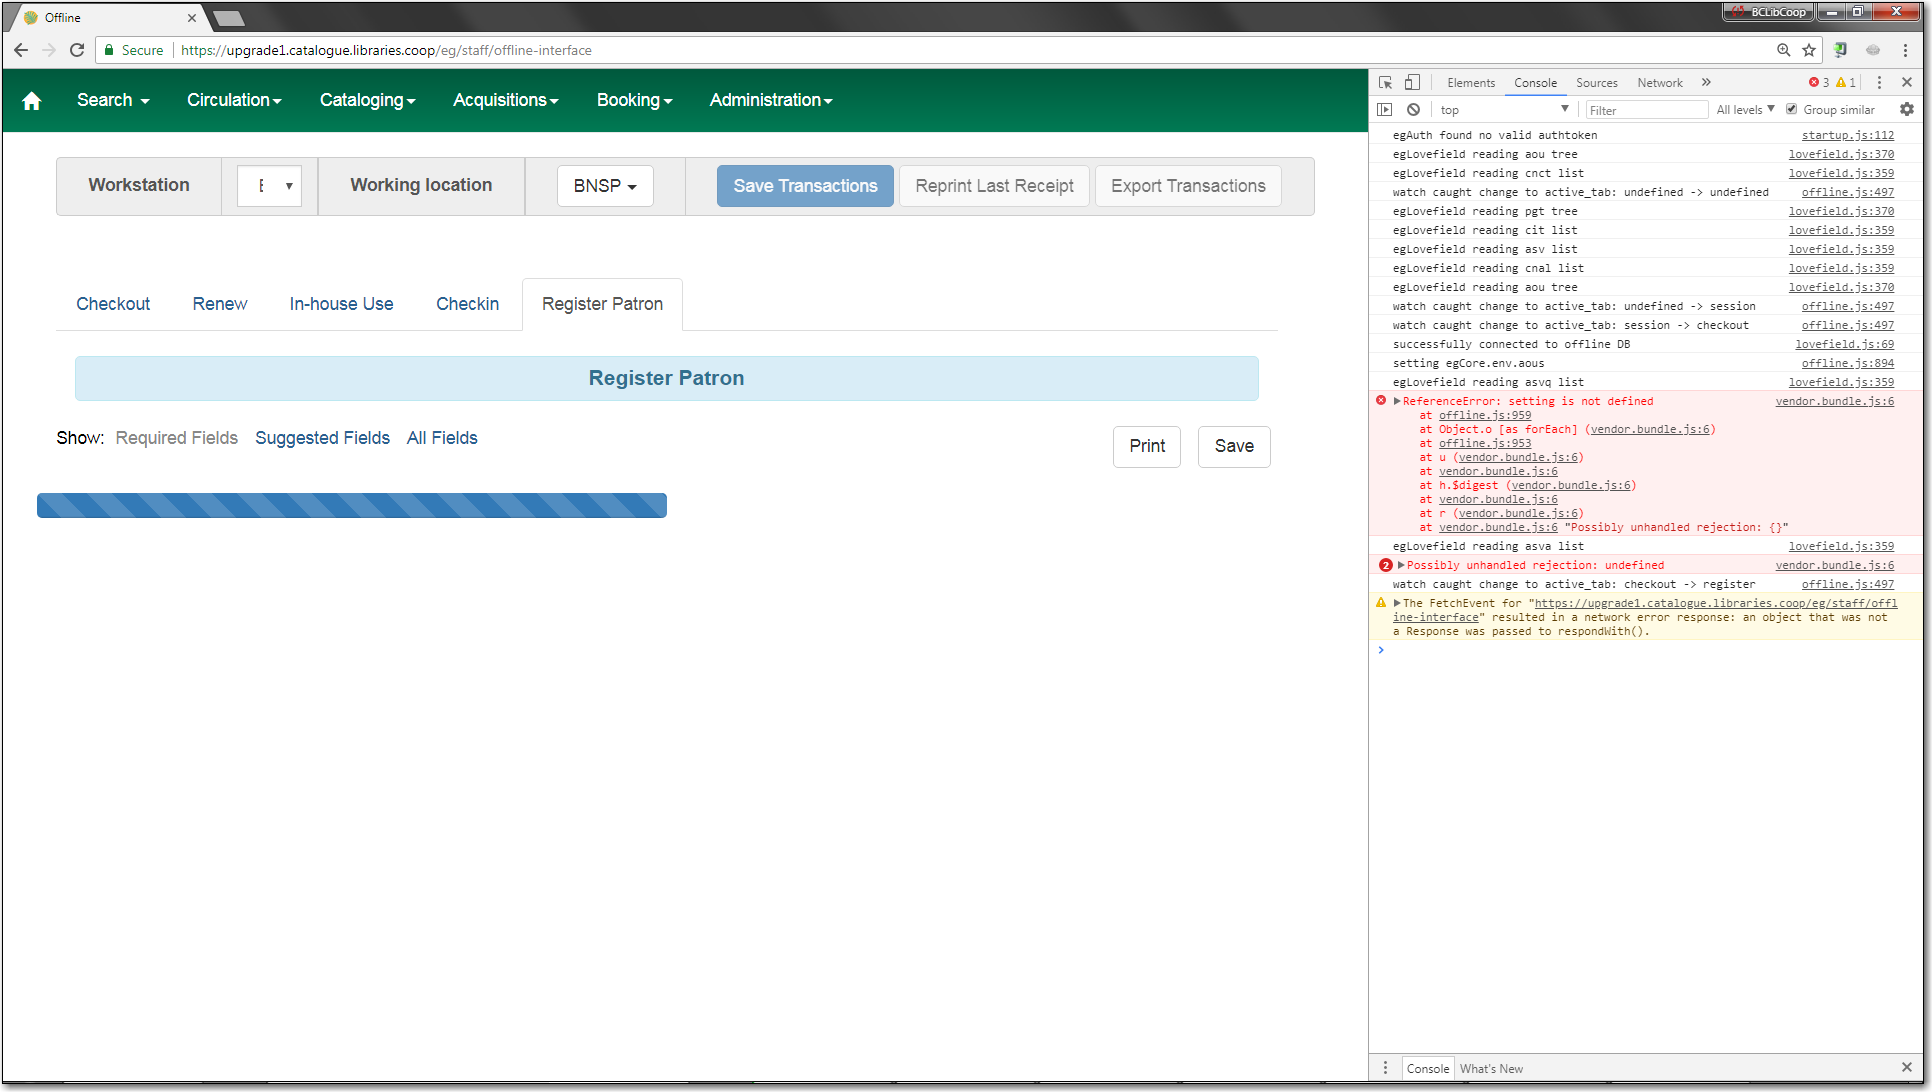 Offline
BCLibCoop
Secure https://upgrade1.catalogue.libraries.coop/eg/staff/offline-interface
Search Circulation Cataloging Acquisitions Booking Administration
Workstation Working location BNSP Save Transactions Reprint Last Receipt Export Transactions
Checkout Renew In-house Use Checkin Register Patron
Register Patron
Show: Required Fields Suggested Fields All Fields Print Save
Elements Console Sources Network » 3 1
top Filter All levels Group similar
egAuth found no valid authtoken startup.js:112
egLovefield reading aou tree lovefield.js:370
egLovefield reading cnct list lovefield.js:359
watch caught change to active_tab: undefined -> undefined offline.js:497
egLovefield reading pgt tree lovefield.js:370
egLovefield reading cit list lovefield.js:359
egLovefield reading asv list lovefield.js:359
egLovefield reading cnal list lovefield.js:359
egLovefield reading aou tree lovefield.js:370
watch caught change to active_tab: undefined -> session offline.js:497
watch caught change to active_tab: session -> checkout offline.js:497
successfully connected to offline DB lovefield.js:69
setting egCore.env.aous offline.js:894
egLovefield reading asvq list lovefield.js:359
ReferenceError: setting is not defined vendor.bundle.js:6
at offline.js:959
at Object.o [as forEach] (vendor.bundle.js:6)
at offline.js:953
at u (vendor.bundle.js:6)
at vendor.bundle.js:6
at h.$digest (vendor.bundle.js:6)
at vendor.bundle.js:6
at r (vendor.bundle.js:6)
at vendor.bundle.js:6 "Possibly unhandled rejection: {}"
egLovefield reading asva list lovefield.js:359
2 Possibly unhandled rejection: undefined vendor.bundle.js:6
watch caught change to active_tab: checkout -> register offline.js:497
The FetchEvent for "https://upgrade1.catalogue.libraries.coop/eg/staff/offl
ine-interface" resulted in a network error response: an object that was not
a Response was passed to respondWith().
Console What's New